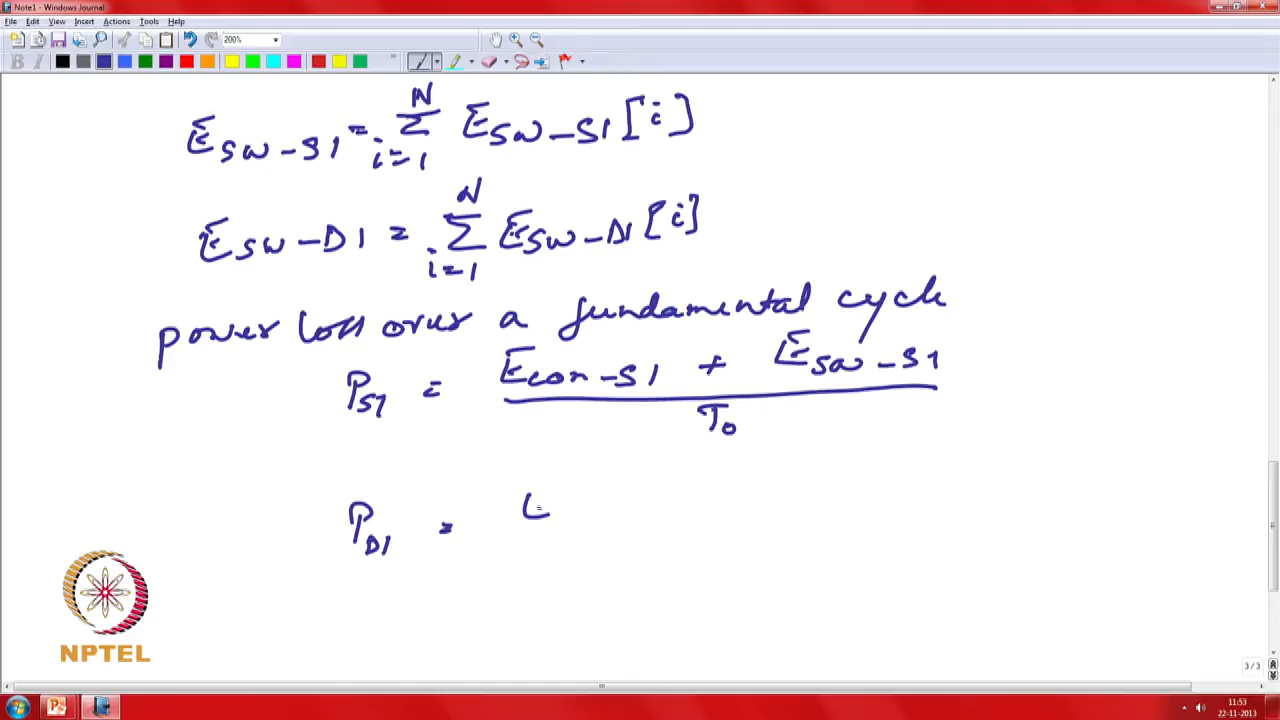 Note1 - Windows Journal
File Edit View Insert Actions Tools Help
200%
B I
E_SW-S1 = Σ_{i=1}^{N} E_SW-S1[i]
E_SW-D1 = Σ_{i=1}^{N} E_SW-D1[i]
power loss over a fundamental cycle
P_S1 = (E_con-S1 + E_SW-S1) / T_0
P_D1 =
NPTEL
3/3
11:53
22-11-2013